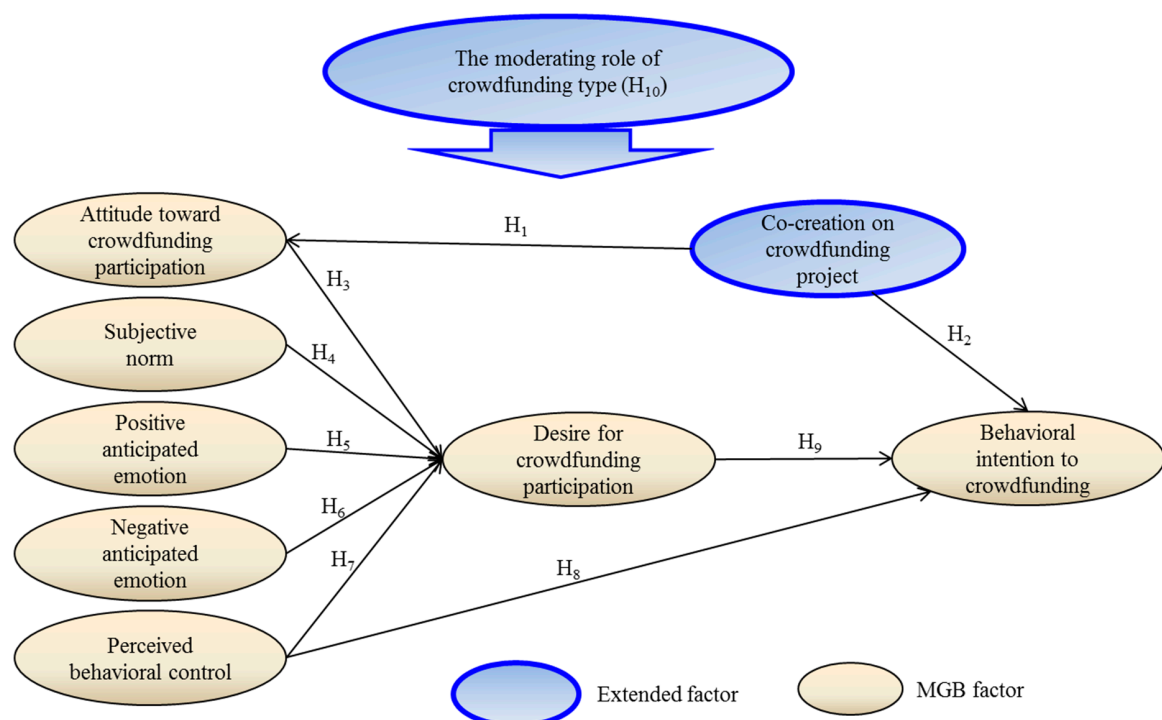 The moderating role of
crowdfunding type (H₁₀)
Attitude toward
crowdfunding
participation
H₁
Co-creation on
crowdfunding
project
H₃
Subjective
norm
H₄
H₂
Positive
anticipated
emotion
H₅
Desire for
crowdfunding
participation
H₉
Behavioral
intention to
crowdfunding
Negative
anticipated
emotion
H₆
H₇
H₈
Perceived
behavioral control
Extended factor
MGB factor